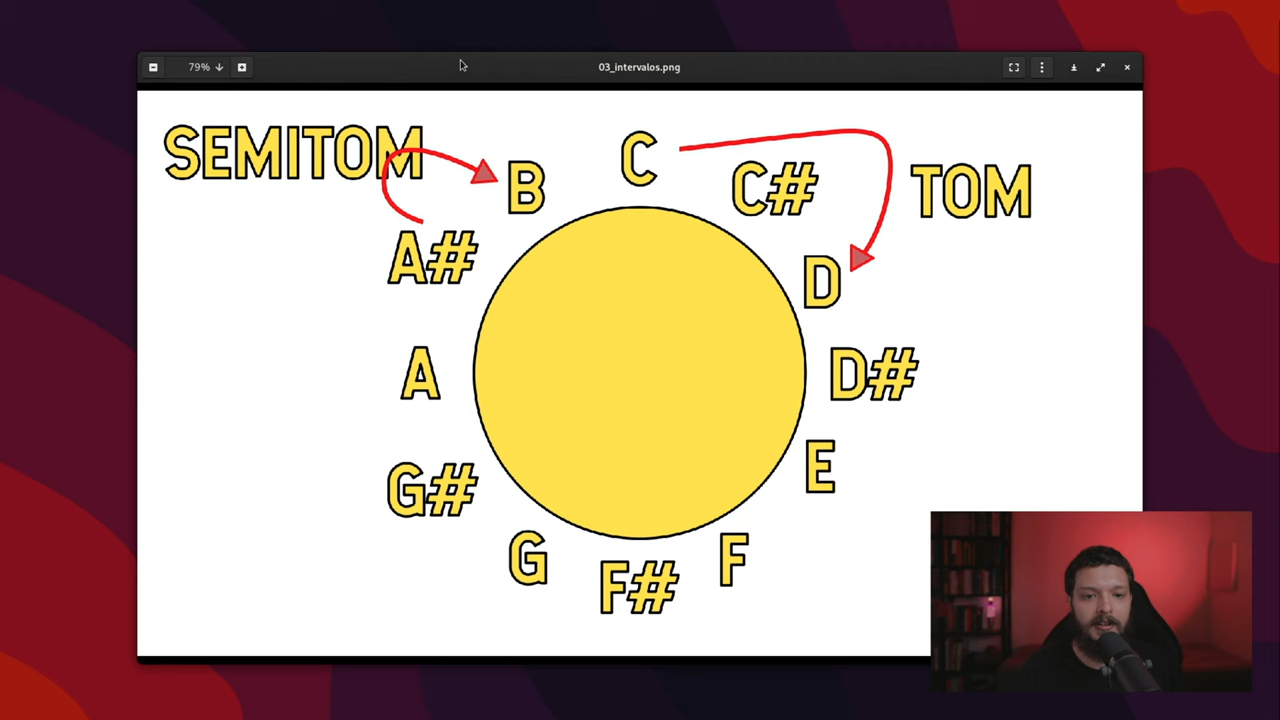 79%
03_intervalos.png
SEMITOM
C
B
C#
TOM
A#
D
A
D#
G#
E
G
F#
F